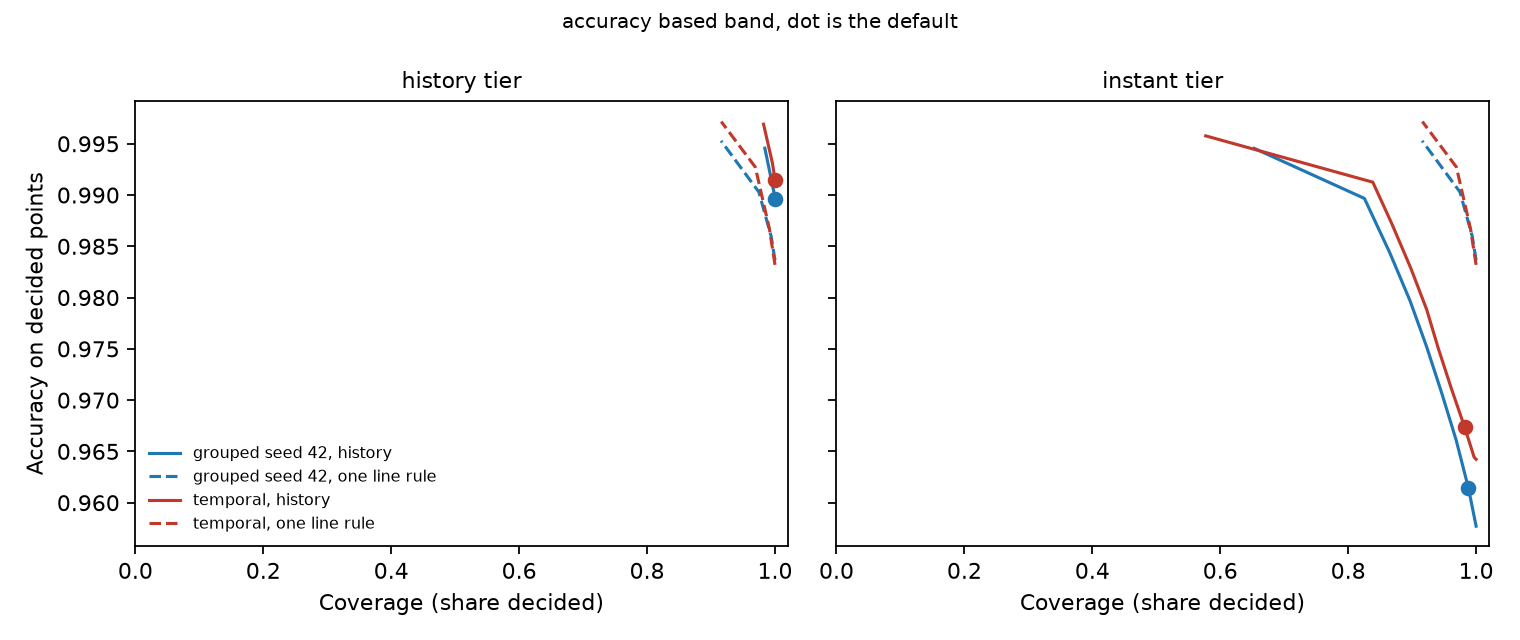 accuracy based band, dot is the default
history tier
instant tier
Accuracy on decided points
0.995
0.990
0.985
0.980
0.975
0.970
0.965
0.960
grouped seed 42, history
grouped seed 42, one line rule
temporal, history
temporal, one line rule
0.0 0.2 0.4 0.6 0.8 1.0
0.0 0.2 0.4 0.6 0.8 1.0
Coverage (share decided)
Coverage (share decided)